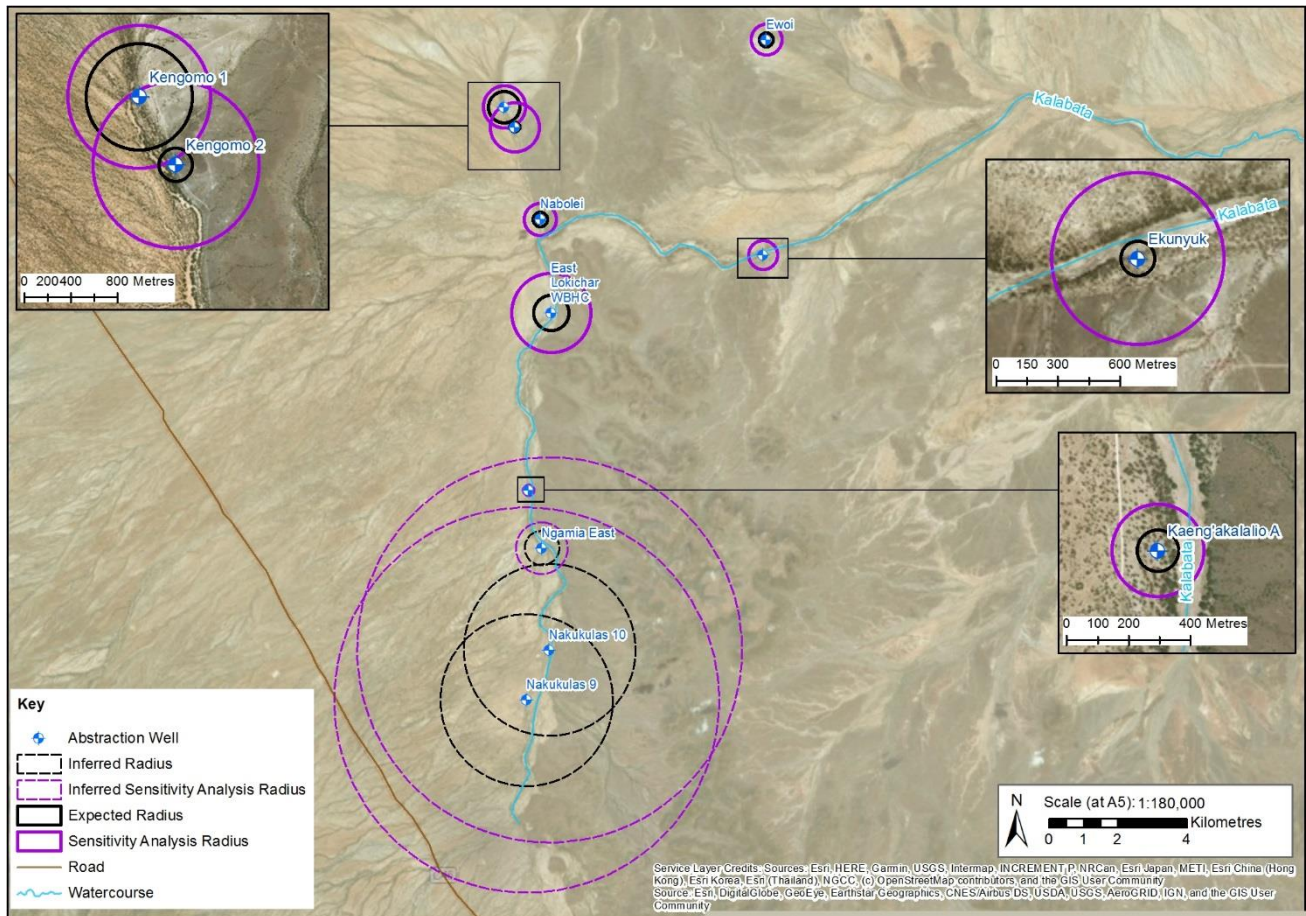 Kengomo 1
Kengomo 2
0 200400 800 Metres
Ewoi
Kalabata
Nabolei
East
Lokichar
WBHC
Kalabata
Ekunyuk
0 150 300 600 Metres
Ngamia East
Nakukulas 10
Nakukulas 9
Kaeng'akalalio A
Kalabata
0 100 200 400 Metres
Key
Abstraction Well
Inferred Radius
Inferred Sensitivity Analysis Radius
Expected Radius
Sensitivity Analysis Radius
Road
Watercourse
N
Scale (at A5): 1:180,000
Kilometres
0 1 2 4
Service Layer Credits: Sources: Esri, HERE, Garmin, USGS, Intermap, INCREMENT P, NRCan, Esri Japan, METI, Esri China (Hong
Kong), Esri Korea, Esri (Thailand), NGCC, (c) OpenStreetMap contributors, and the GIS User Community
Source: Esri, DigitalGlobe, GeoEye, Earthstar Geographics, CNES/Airbus DS, USDA, USGS, AeroGRID, IGN, and the GIS User
Community